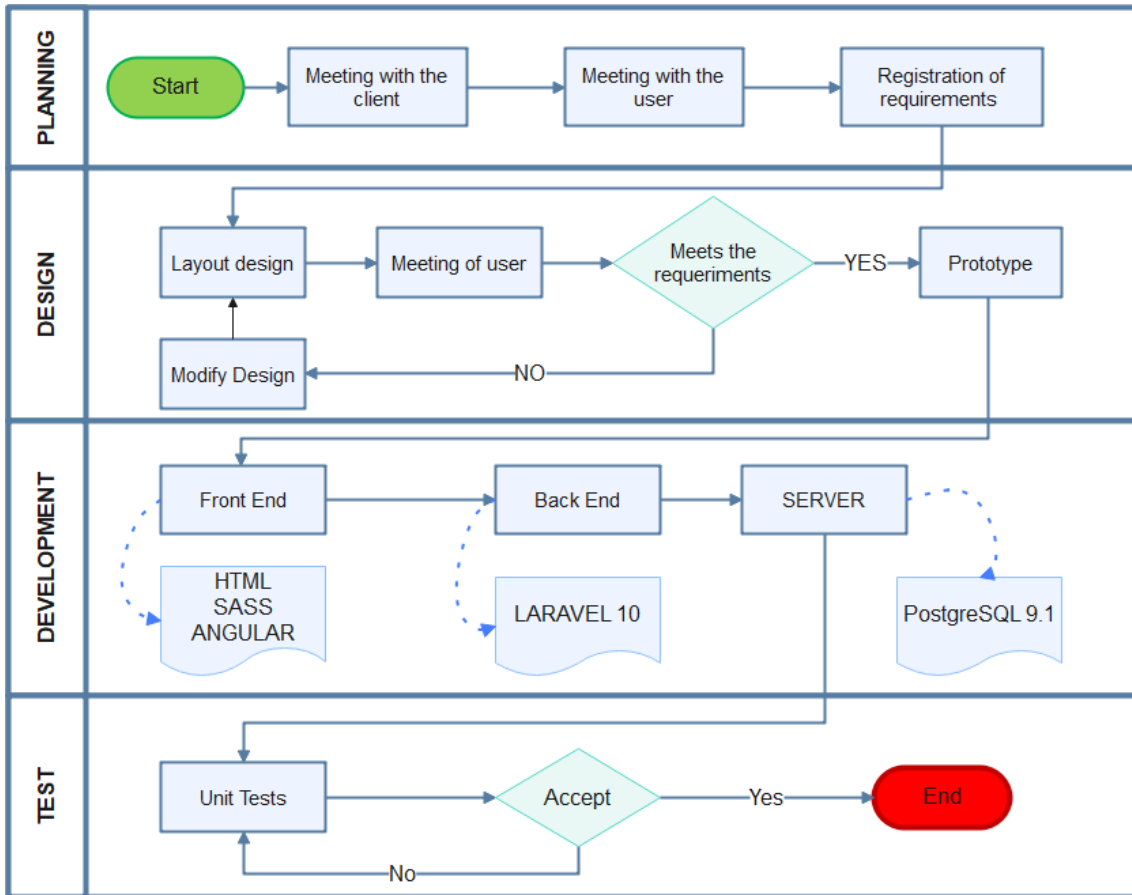 PLANNING
Start
Meeting with the
client
Meeting with the
user
Registration of
requirements
DESIGN
Layout design
Meeting of user
Meets the
requeriments
YES
Prototype
Modify Design
NO
DEVELOPMENT
Front End
Back End
SERVER
HTML
SASS
ANGULAR
LARAVEL 10
PostgreSQL 9.1
TEST
Unit Tests
Accept
Yes
End
No